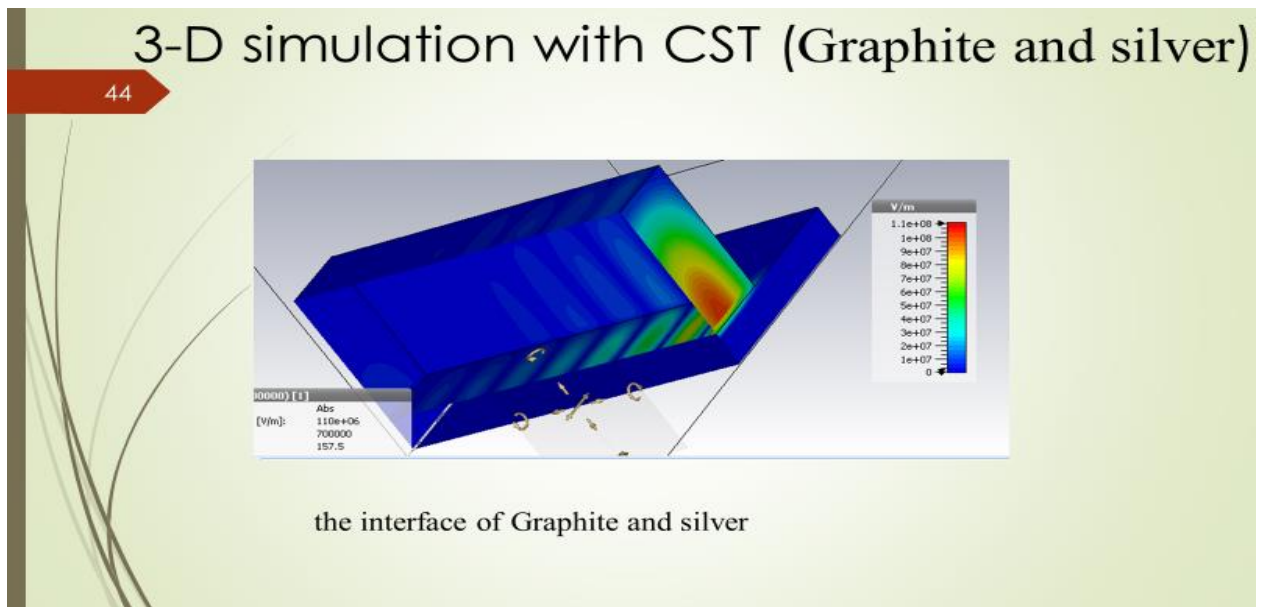 3-D simulation with CST (Graphite and silver)
44
V/m
1.1e+08
1e+08
9e+07
8e+07
7e+07
6e+07
5e+07
4e+07
3e+07
2e+07
1e+07
0
00000) [1]
Abs
[V/m]: 110e+06
700000
157.5
the interface of Graphite and silver